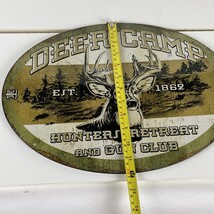 DEER CAMP
EST. 1862
HUNTERS RETREAT
AND GUN CLUB